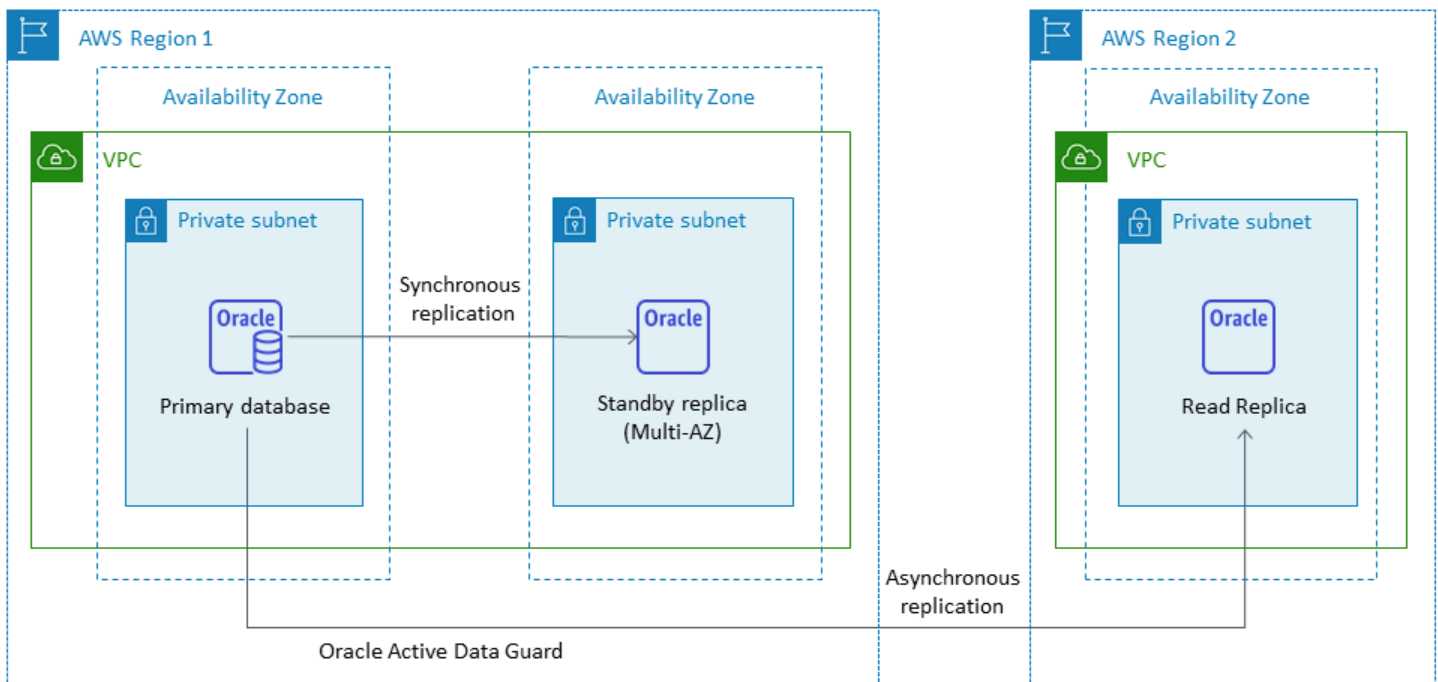 AWS Region 1
AWS Region 2
Availability Zone
Availability Zone
Availability Zone
VPC
VPC
Private subnet
Private subnet
Private subnet
Synchronous
replication
Oracle
Oracle
Oracle
Primary database
Standby replica
(Multi-AZ)
Read Replica
Asynchronous
replication
Oracle Active Data Guard